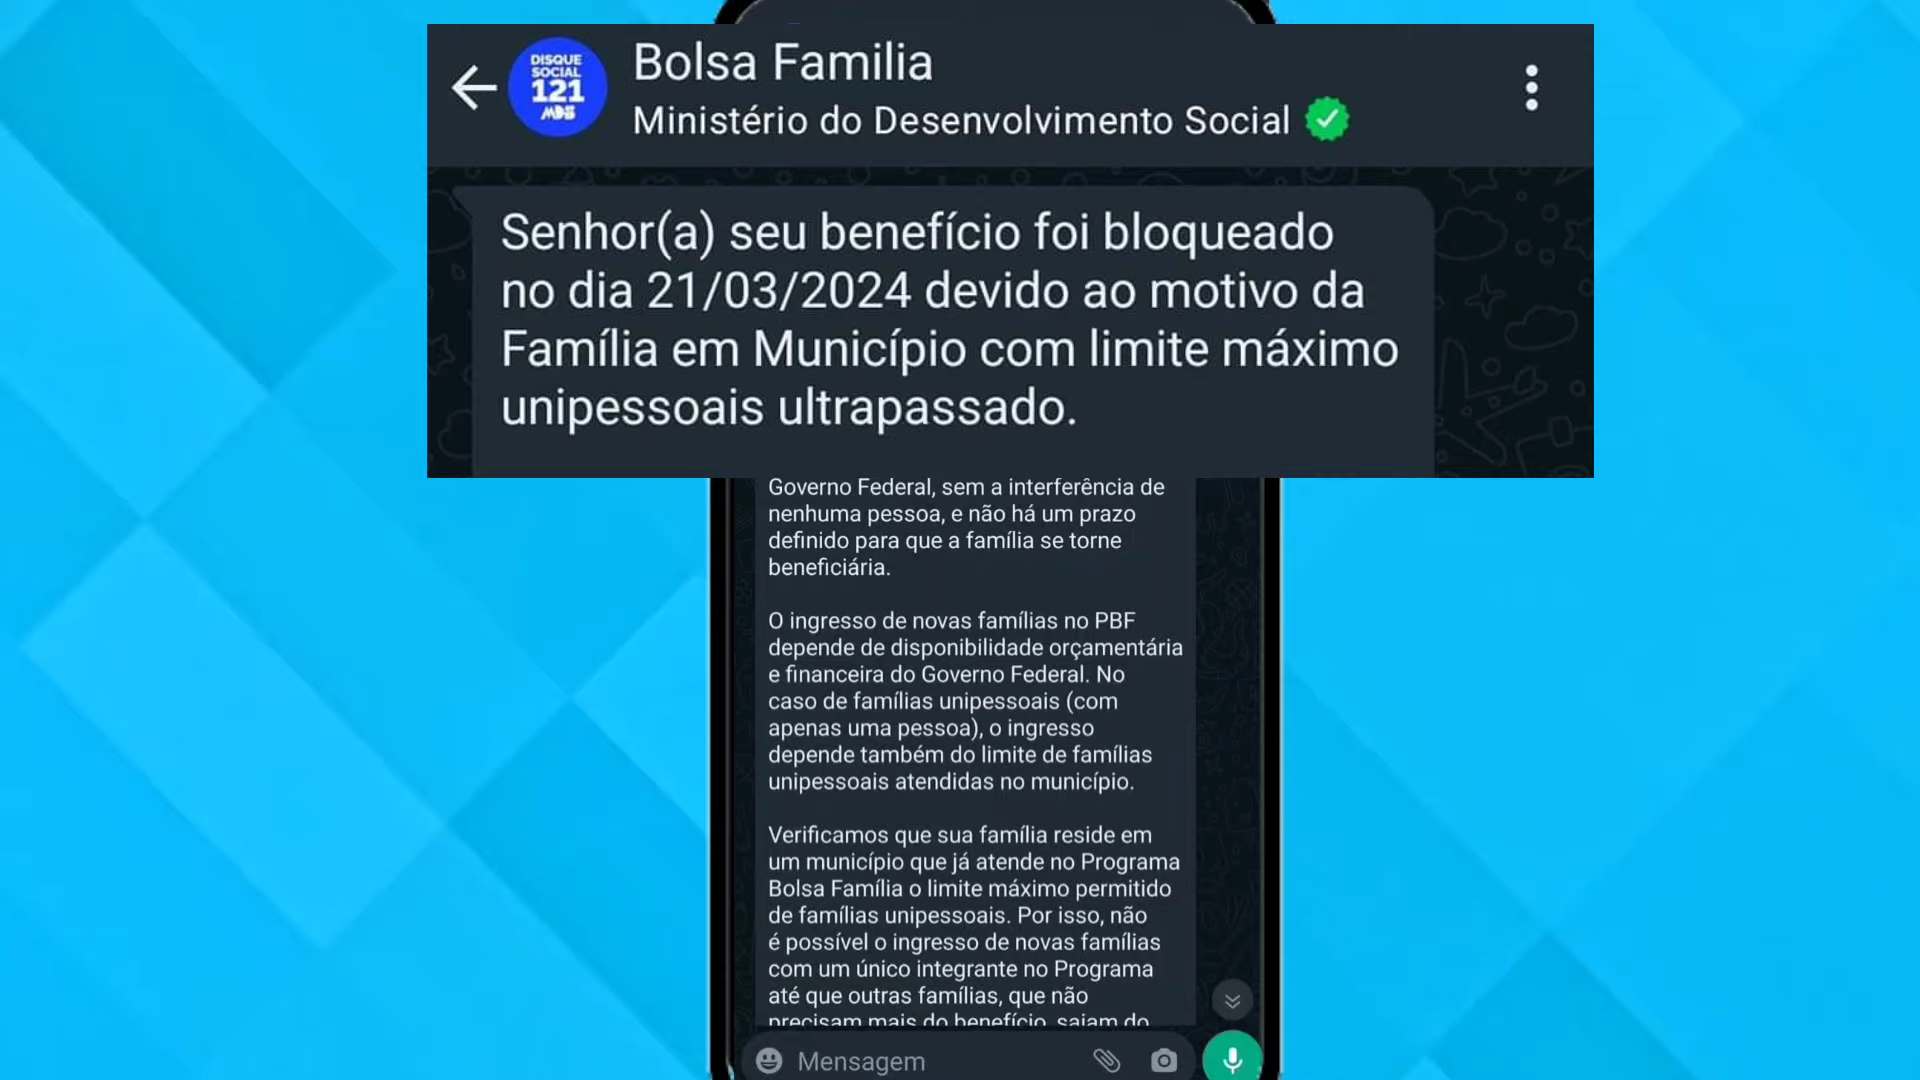 DISQUE
SOCIAL
121
MDS
Bolsa Familia
Ministério do Desenvolvimento Social
Senhor(a) seu benefício foi bloqueado
no dia 21/03/2024 devido ao motivo da
Família em Município com limite máximo
unipessoais ultrapassado.
Governo Federal, sem a interferência de
nenhuma pessoa, e não há um prazo
definido para que a família se torne
beneficiária.
O ingresso de novas famílias no PBF
depende de disponibilidade orçamentária
e financeira do Governo Federal. No
caso de famílias unipessoais (com
apenas uma pessoa), o ingresso
depende também do limite de famílias
unipessoais atendidas no município.
Verificamos que sua família reside em
um município que já atende no Programa
Bolsa Família o limite máximo permitido
de famílias unipessoais. Por isso, não
é possível o ingresso de novas famílias
com um único integrante no Programa
até que outras famílias, que não
precisam mais do benefício, saiam do
Mensagem